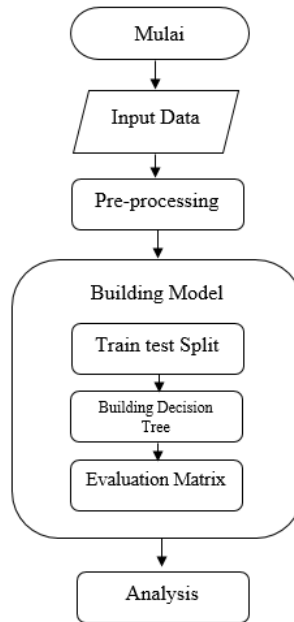 Mulai
Input Data
Pre-processing
Building Model
Train test Split
Building Decision
Tree
Evaluation Matrix
Analysis